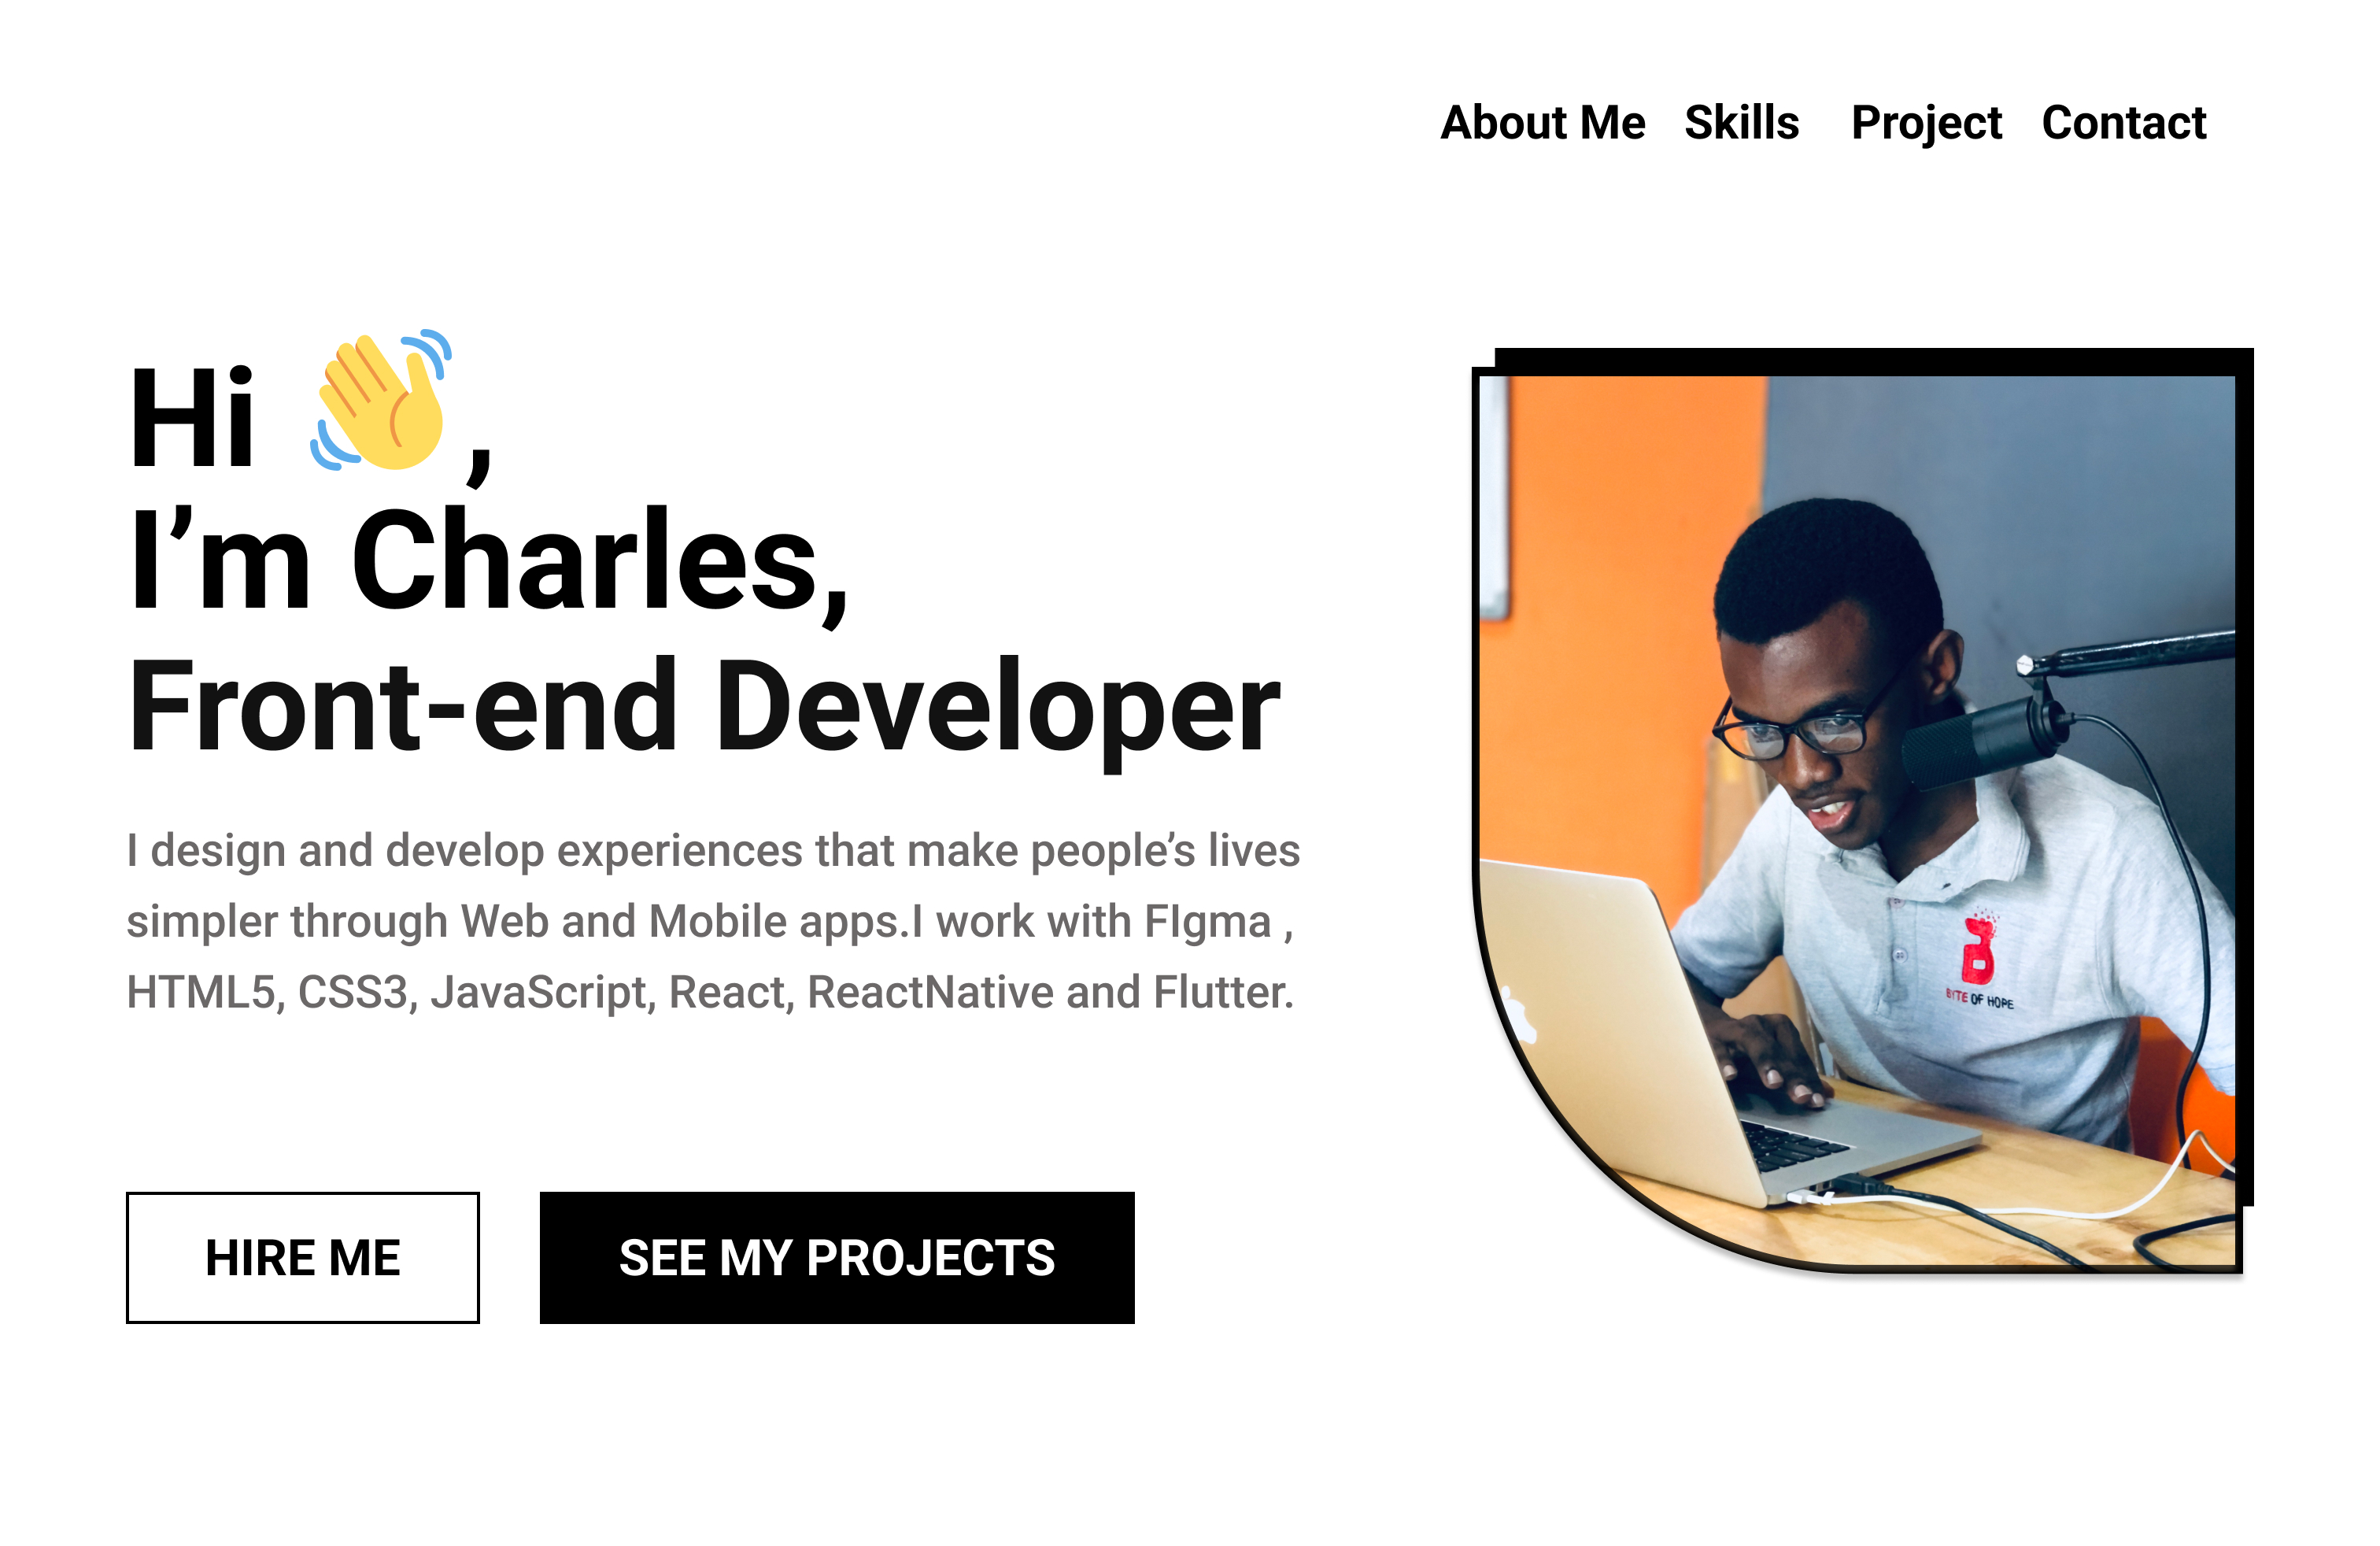 About Me Skills Project Contact
Hi 👋,
I’m Charles,
Front-end Developer
I design and develop experiences that make people’s lives
simpler through Web and Mobile apps.I work with FIgma ,
HTML5, CSS3, JavaScript, React, ReactNative and Flutter.
BYTE OF HOPE
HIRE ME
SEE MY PROJECTS